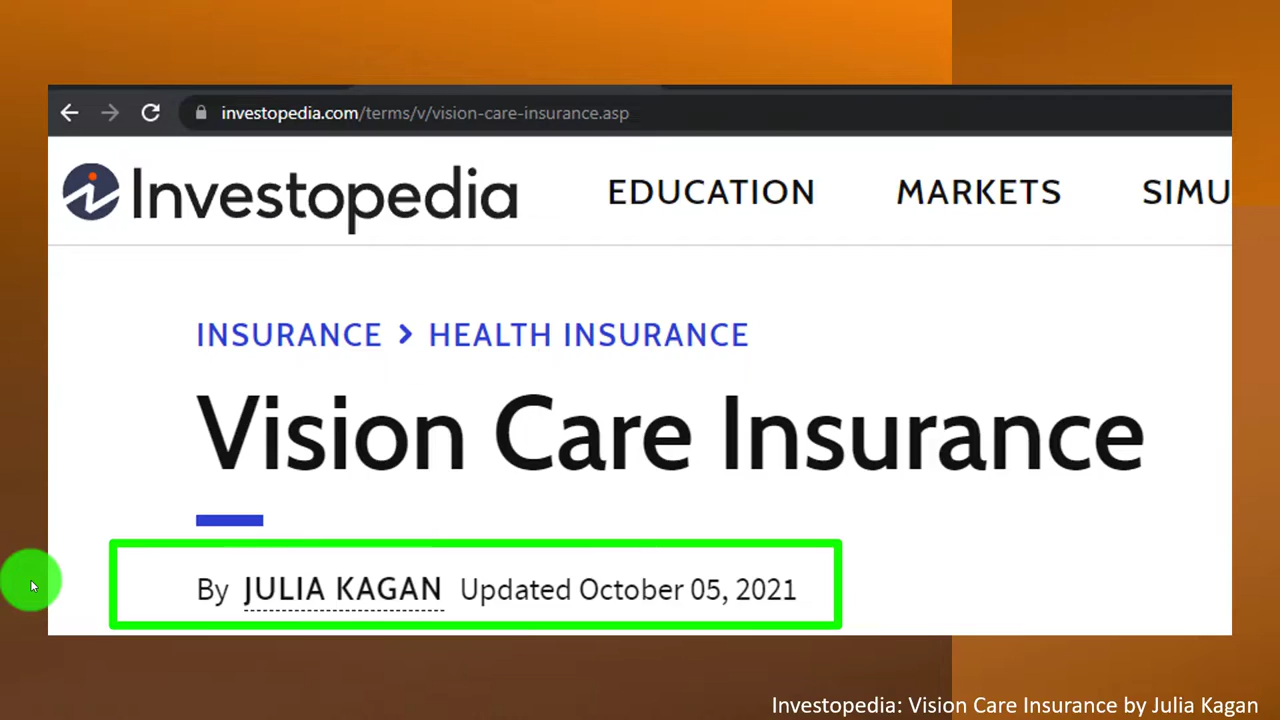 investopedia.com/terms/v/vision-care-insurance.asp
Investopedia EDUCATION MARKETS SIMU
INSURANCE > HEALTH INSURANCE
Vision Care Insurance
By JULIA KAGAN Updated October 05, 2021
Investopedia: Vision Care Insurance by Julia Kagan